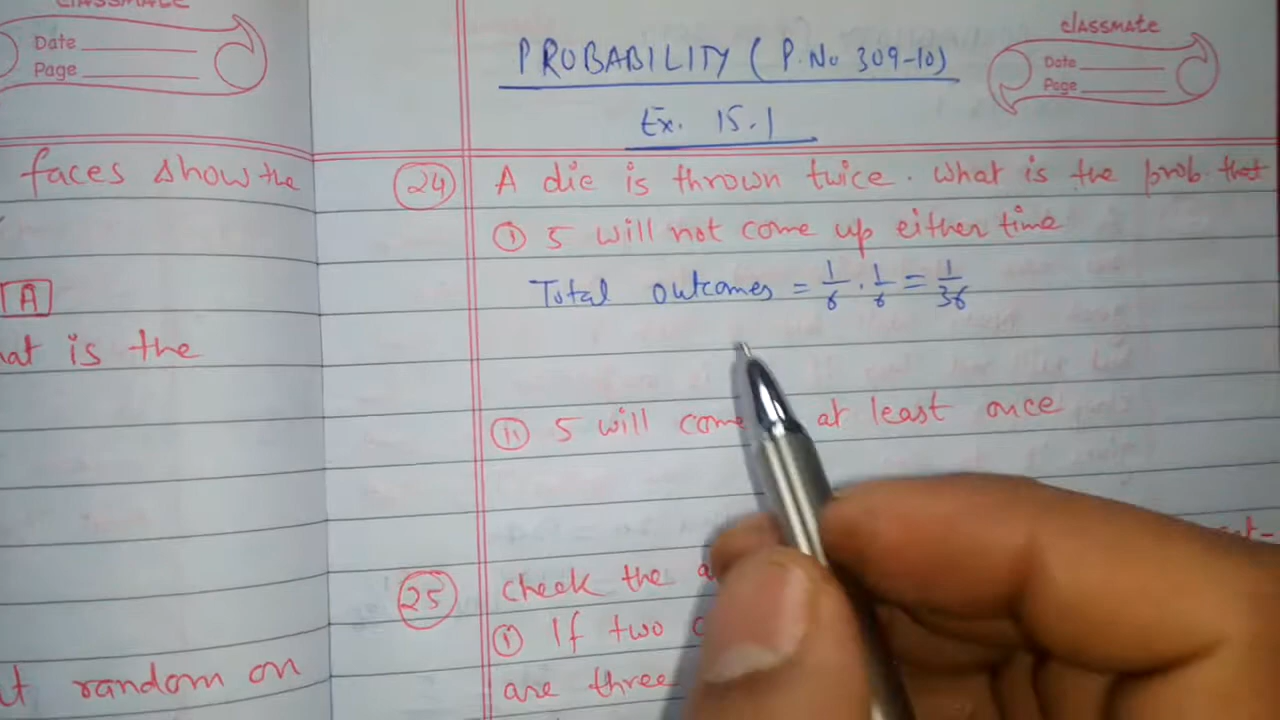 CLASSMATE
Date
Page
faces show the
A
at is the
t random on
PROBABILITY ( P.No 309-10)
Ex. 15.1
classmate
Date
Page
24 A die is thrown twice. What is the prob that
(i) 5 will not come up either time
Total outcomes = 1/6 . 1/6 = 1/36
(ii) 5 will come at least once
25 Check the
(i) If two
are three